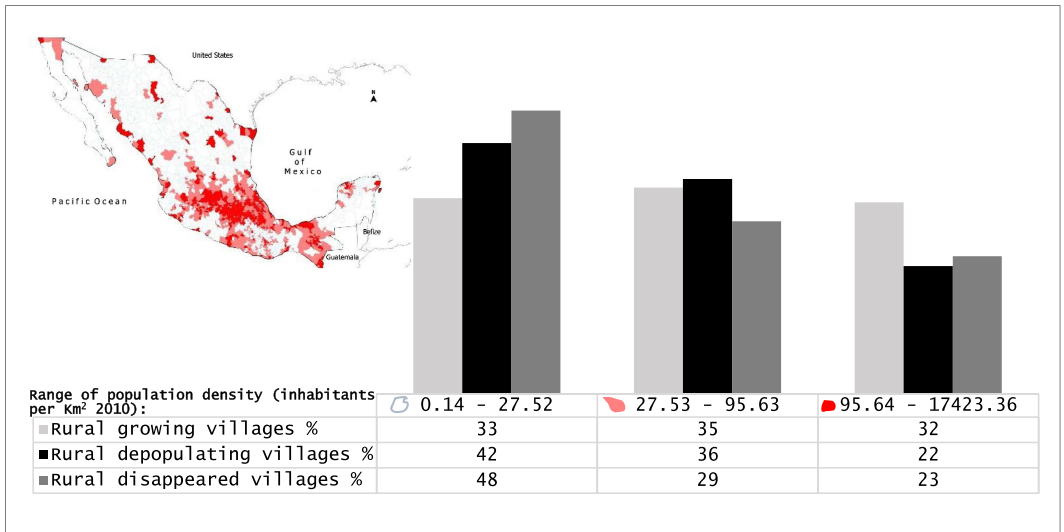 United States
N
Gulf
of
Mexico
Pacific Ocean
Belize
Guatemala
Range of population density (inhabitants
per Km² 2010):
0.14 - 27.52 27.53 - 95.63 95.64 - 17423.36
Rural growing villages % 33 35 32
Rural depopulating villages % 42 36 22
Rural disappeared villages % 48 29 23